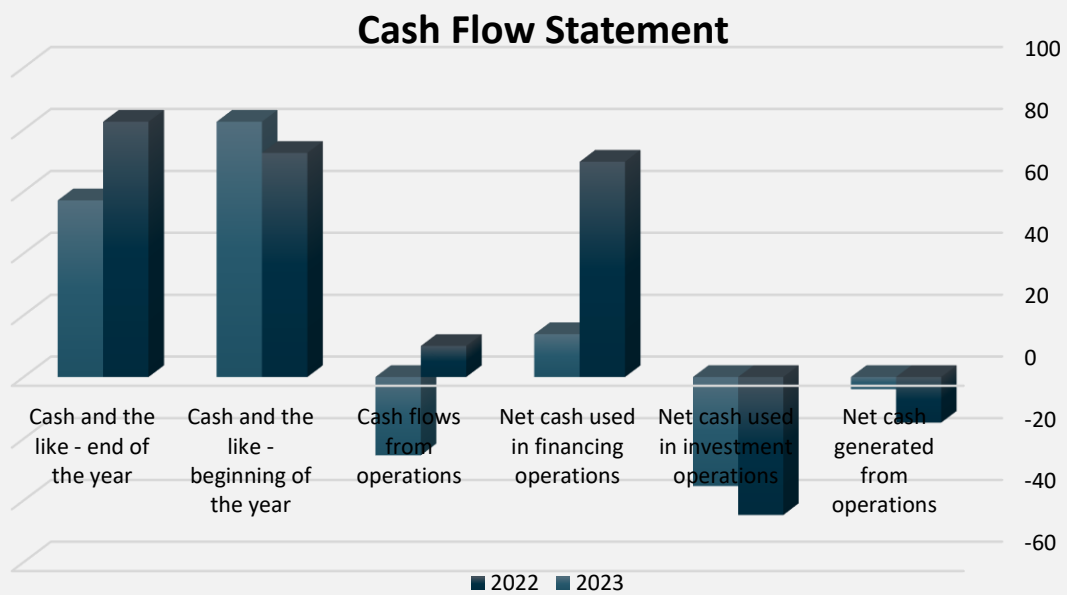 Cash Flow Statement
100
80
60
40
20
0
-20
-40
-60
Cash and the
like - end of
the year
Cash and the
like -
beginning of
the year
Cash flows
from
operations
Net cash used
in financing
operations
Net cash used
in investment
operations
Net cash
generated
from
operations
2022 2023